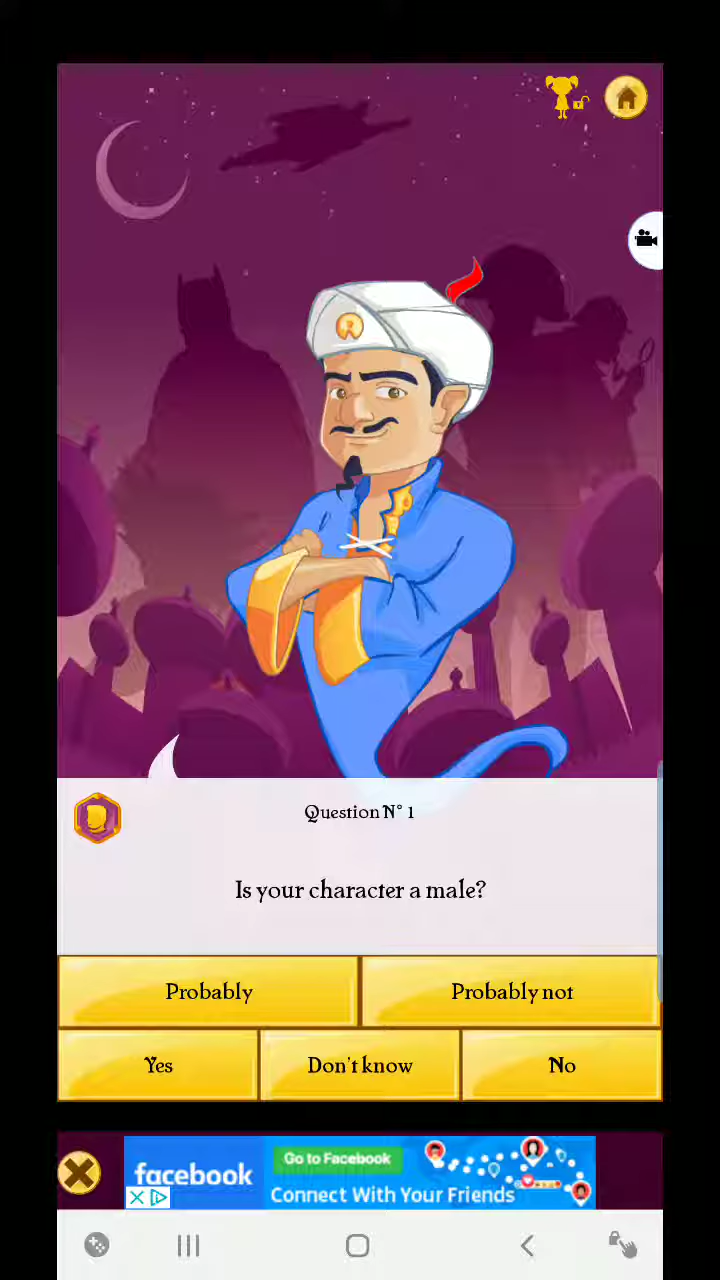 Question N° 1
Is your character a male?
Probably
Probably not
Yes
Don't know
No
facebook
Go to Facebook
Connect With Your Friends